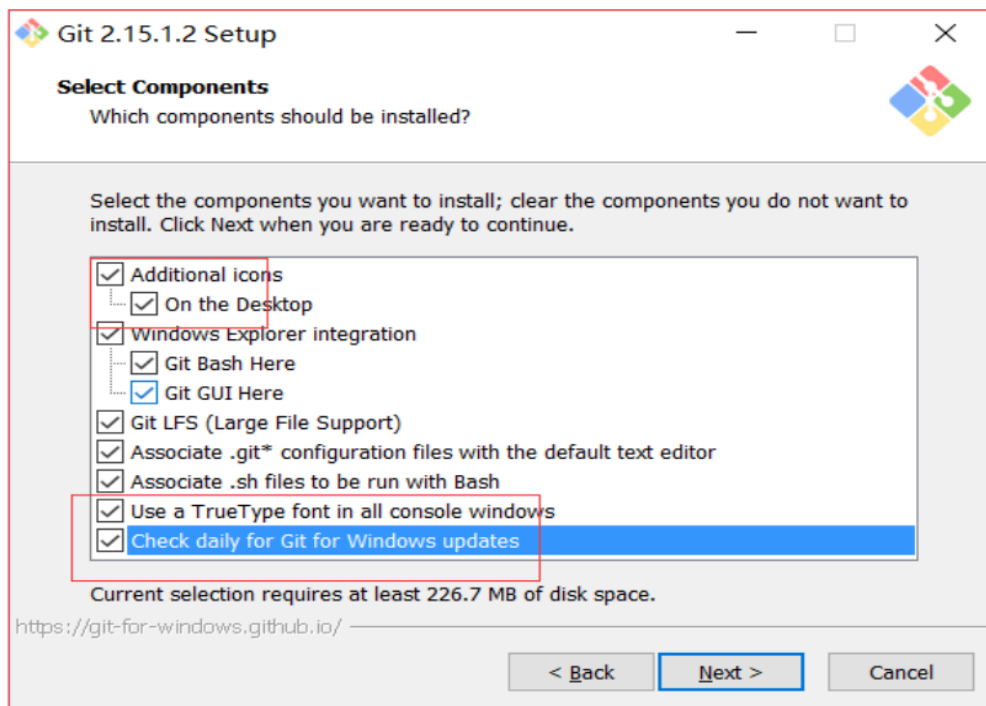 Git 2.15.1.2 Setup
Select Components
Which components should be installed?
Select the components you want to install; clear the components you do not want to
install. Click Next when you are ready to continue.
Additional icons
On the Desktop
Windows Explorer integration
Git Bash Here
Git GUI Here
Git LFS (Large File Support)
Associate .git* configuration files with the default text editor
Associate .sh files to be run with Bash
Use a TrueType font in all console windows
Check daily for Git for Windows updates
Current selection requires at least 226.7 MB of disk space.
https://git-for-windows.github.io/
< Back Next > Cancel